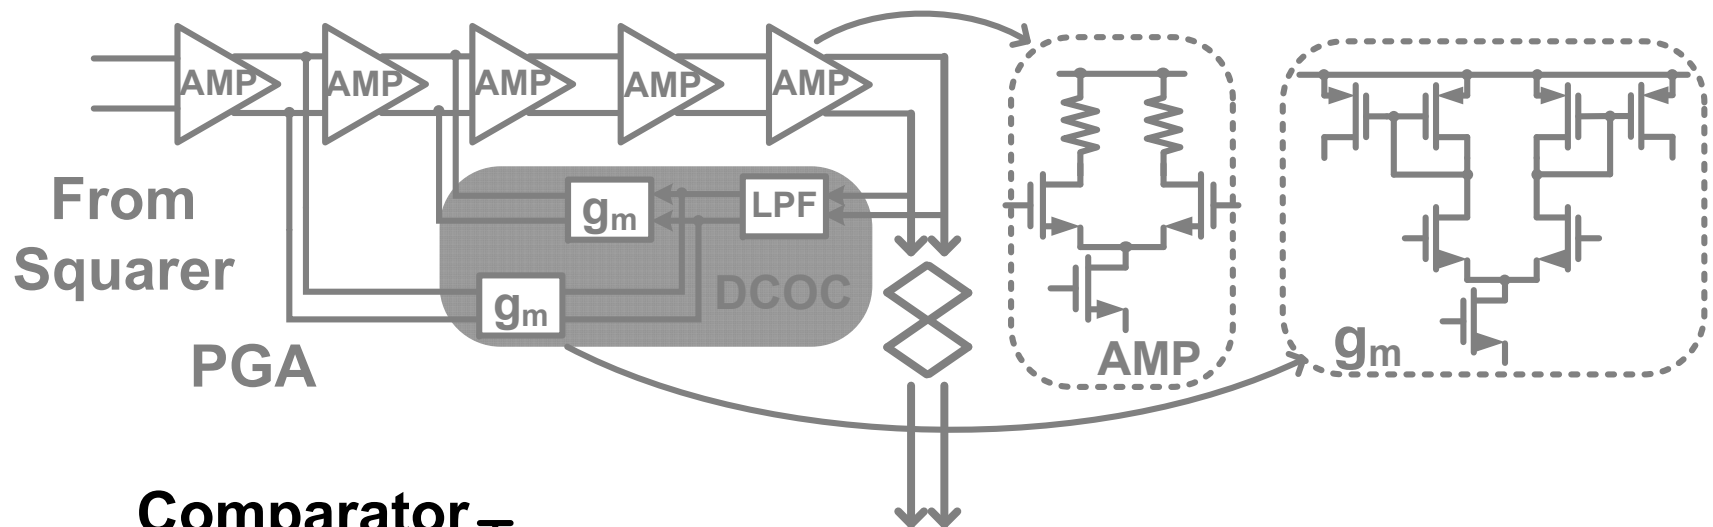 AMP AMP AMP AMP AMP
From
Squarer
LPF
gm
DCOC
gm
PGA
AMP
gm
Comparator